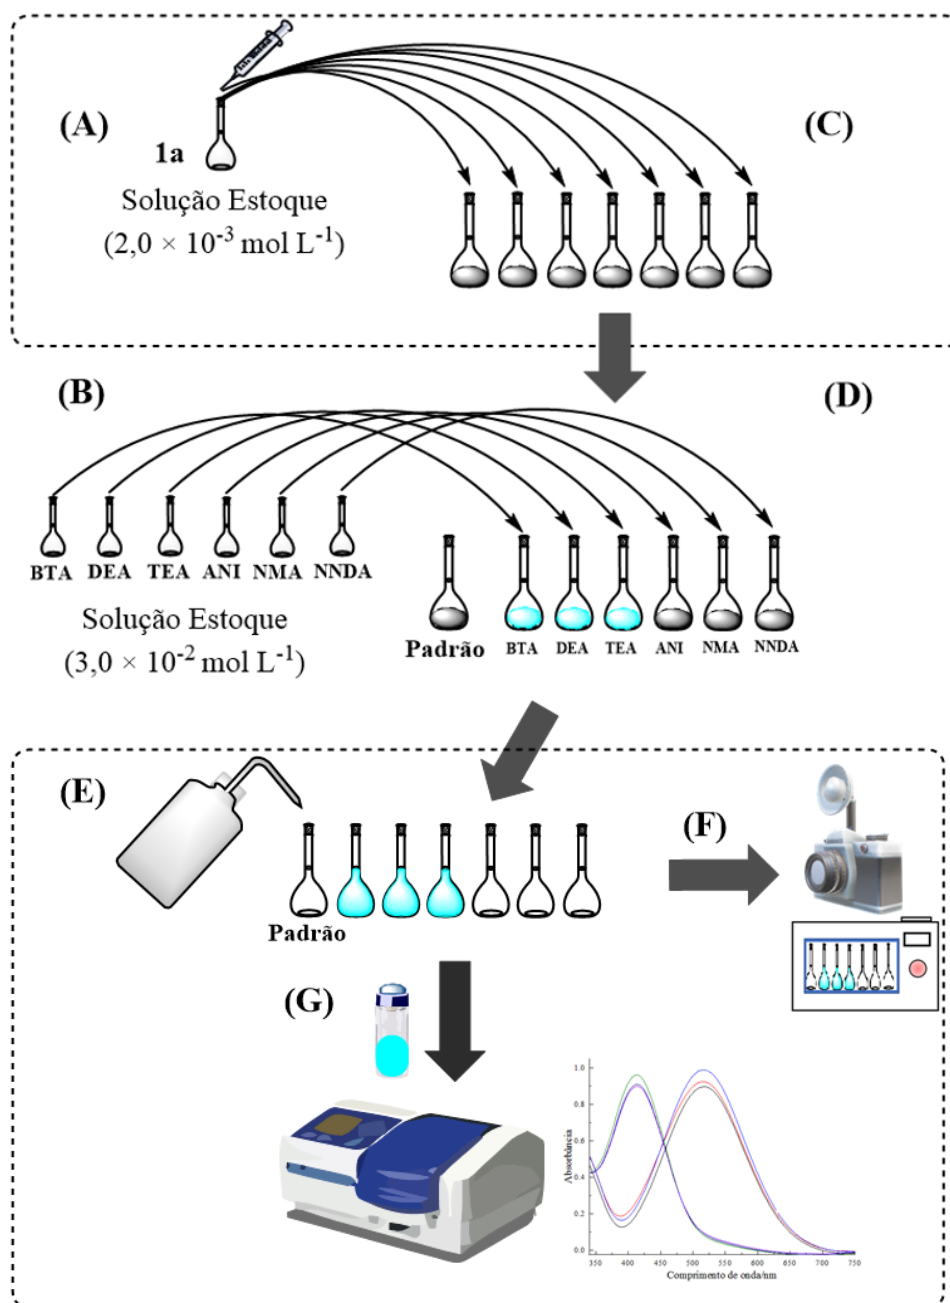 (A)
1a
Solução Estoque
(2,0 × 10⁻³ mol L⁻¹)
(C)
(B)
(D)
BTA DEA TEA ANI NMA NNDA
Solução Estoque
(3,0 × 10⁻² mol L⁻¹)
Padrão BTA DEA TEA ANI NMA NNDA
(E)
(F)
Padrão
(G)
Absorbância
1.0
0.8
0.6
0.4
0.2
0.0
350 400 450 500 550 600 650 700 750
Comprimento de onda/nm